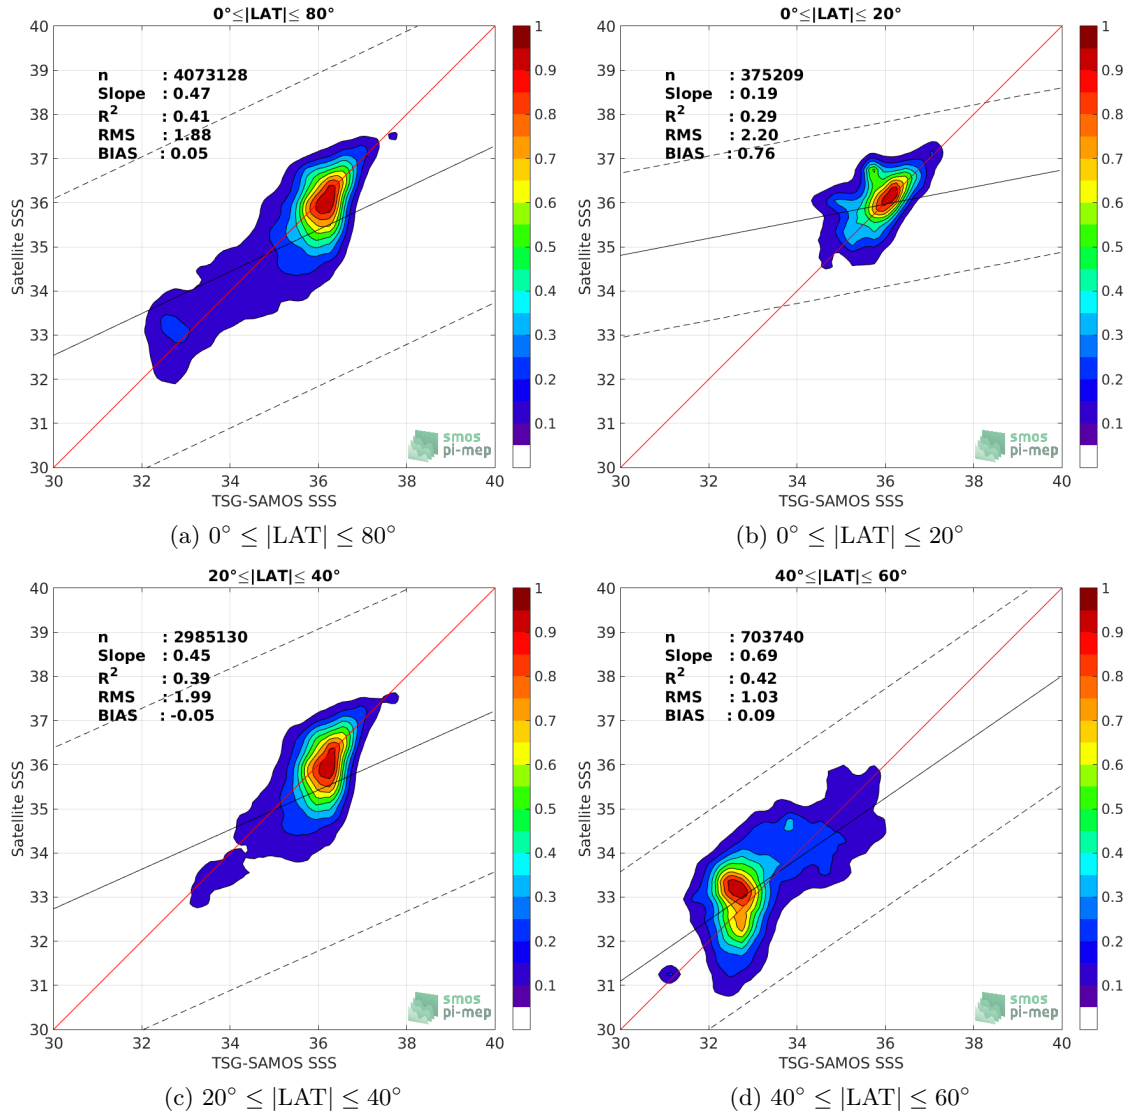 0°≤|LAT|≤ 80°
n : 4073128
Slope : 0.47
R² : 0.41
RMS : 1.88
BIAS : 0.05
40
39
38
37
36
35
34
33
32
31
30
Satellite SSS
30 32 34 36 38 40
TSG-SAMOS SSS
1
0.9
0.8
0.7
0.6
0.5
0.4
0.3
0.2
0.1
smos
pi-mep
(a) 0° ≤ |LAT| ≤ 80°
0°≤|LAT|≤ 20°
n : 375209
Slope : 0.19
R² : 0.29
RMS : 2.20
BIAS : 0.76
40
39
38
37
36
35
34
33
32
31
30
Satellite SSS
30 32 34 36 38 40
TSG-SAMOS SSS
1
0.9
0.8
0.7
0.6
0.5
0.4
0.3
0.2
0.1
smos
pi-mep
(b) 0° ≤ |LAT| ≤ 20°
20°≤|LAT|≤ 40°
n : 2985130
Slope : 0.45
R² : 0.39
RMS : 1.99
BIAS : -0.05
40
39
38
37
36
35
34
33
32
31
30
Satellite SSS
30 32 34 36 38 40
TSG-SAMOS SSS
1
0.9
0.8
0.7
0.6
0.5
0.4
0.3
0.2
0.1
smos
pi-mep
(c) 20° ≤ |LAT| ≤ 40°
40°≤|LAT|≤ 60°
n : 703740
Slope : 0.69
R² : 0.42
RMS : 1.03
BIAS : 0.09
40
39
38
37
36
35
34
33
32
31
30
Satellite SSS
30 32 34 36 38 40
TSG-SAMOS SSS
1
0.9
0.8
0.7
0.6
0.5
0.4
0.3
0.2
0.1
smos
pi-mep
(d) 40° ≤ |LAT| ≤ 60°